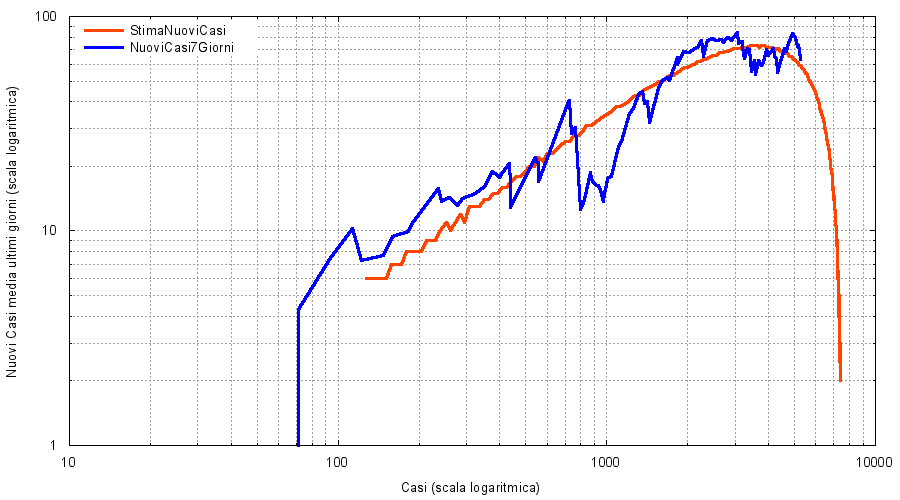 StimaNuoviCasi
NuoviCasi7Giorni
Nuovi Casi media ultimi giorni (scala logaritmica)
100
10
1
10
100
1000
10000
Casi (scala logaritmica)